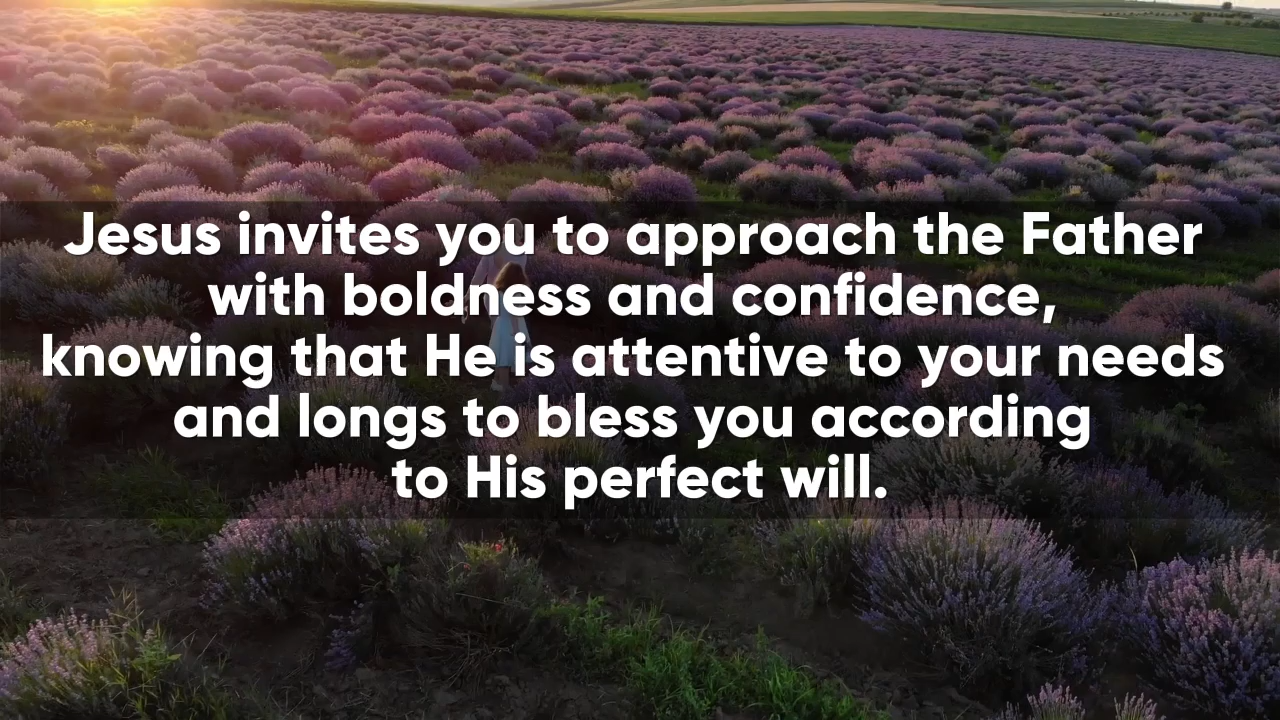 Jesus invites you to approach the Father
with boldness and confidence,
knowing that He is attentive to your needs
and longs to bless you according
to His perfect will.